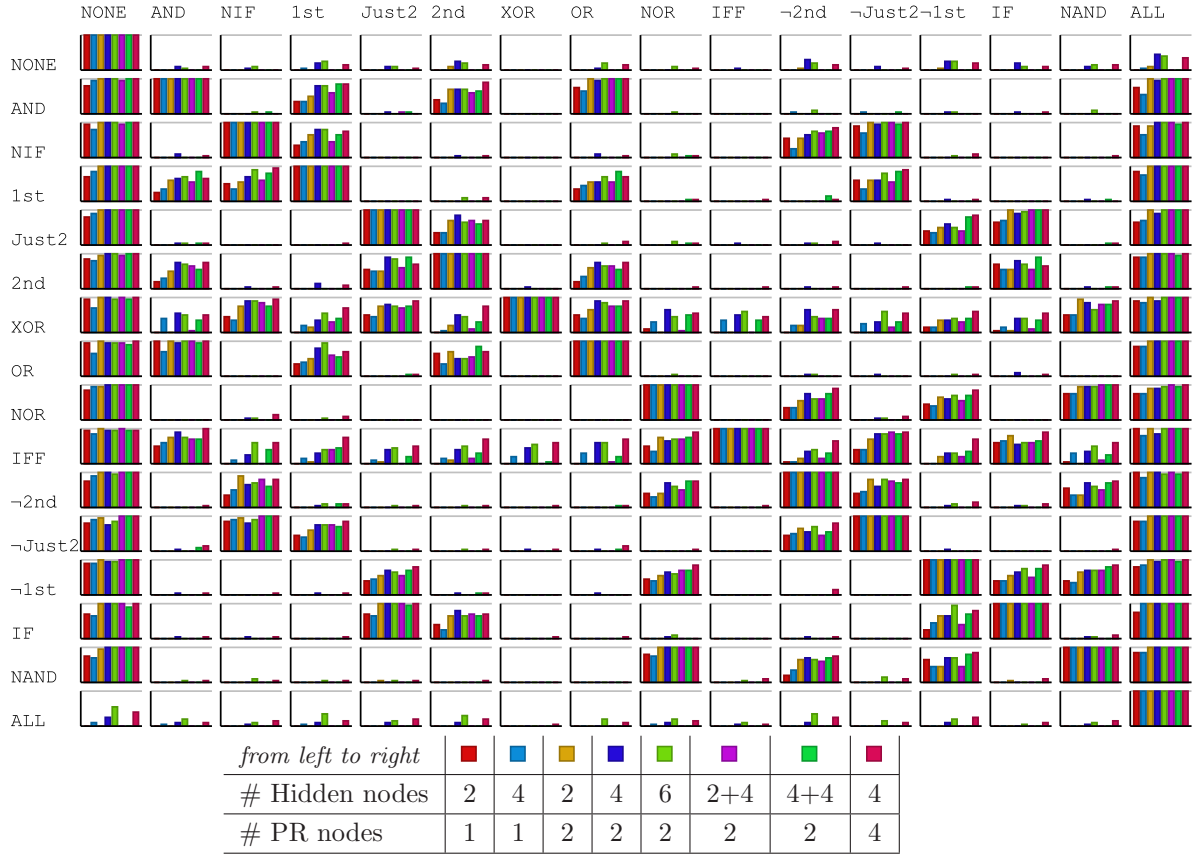 NONE AND NIF 1st Just2 2nd XOR OR NOR IFF ¬2nd ¬Just2 ¬1st IF NAND ALL
NONE
AND
NIF
1st
Just2
2nd
XOR
OR
NOR
IFF
¬2nd
¬Just2
¬1st
IF
NAND
ALL
from left to right
# Hidden nodes 2 4 2 4 6 2+4 4+4 4
# PR nodes 1 1 2 2 2 2 2 4